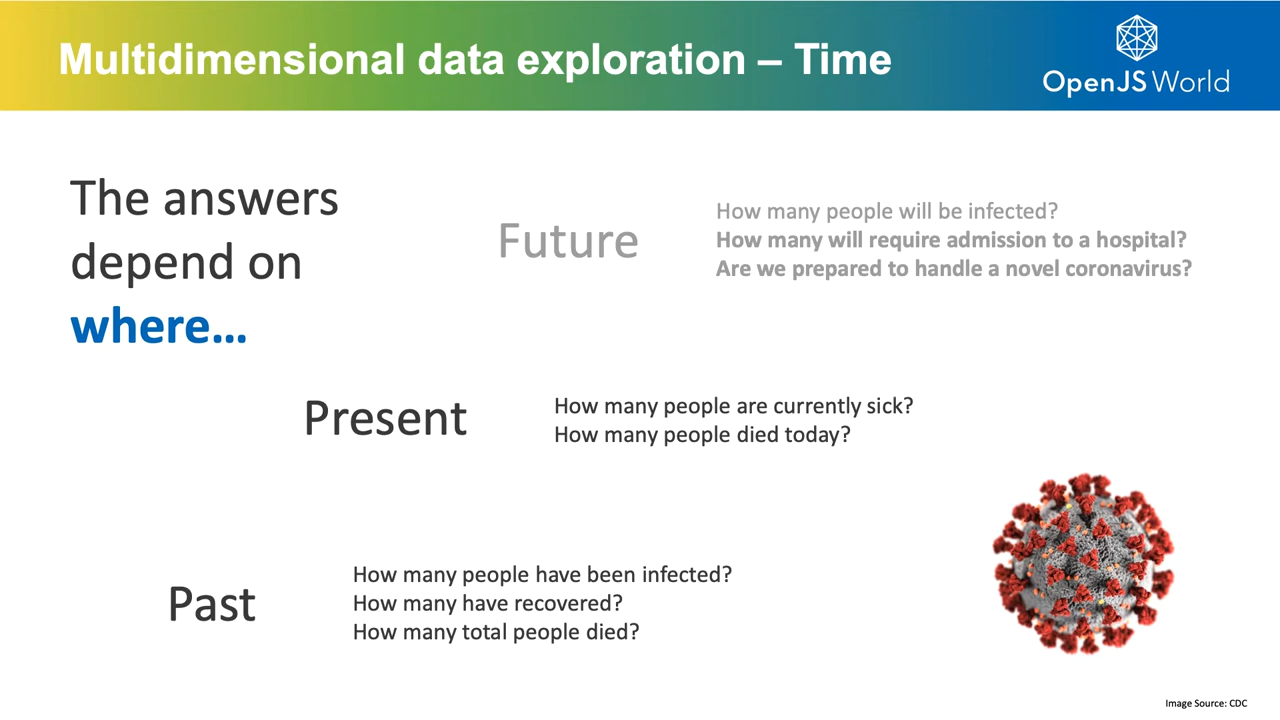 Multidimensional data exploration – Time
OpenJS World
The answers
depend on
where...
Future
How many people will be infected?
How many will require admission to a hospital?
Are we prepared to handle a novel coronavirus?
Present
How many people are currently sick?
How many people died today?
Past
How many people have been infected?
How many have recovered?
How many total people died?
Image Source: CDC